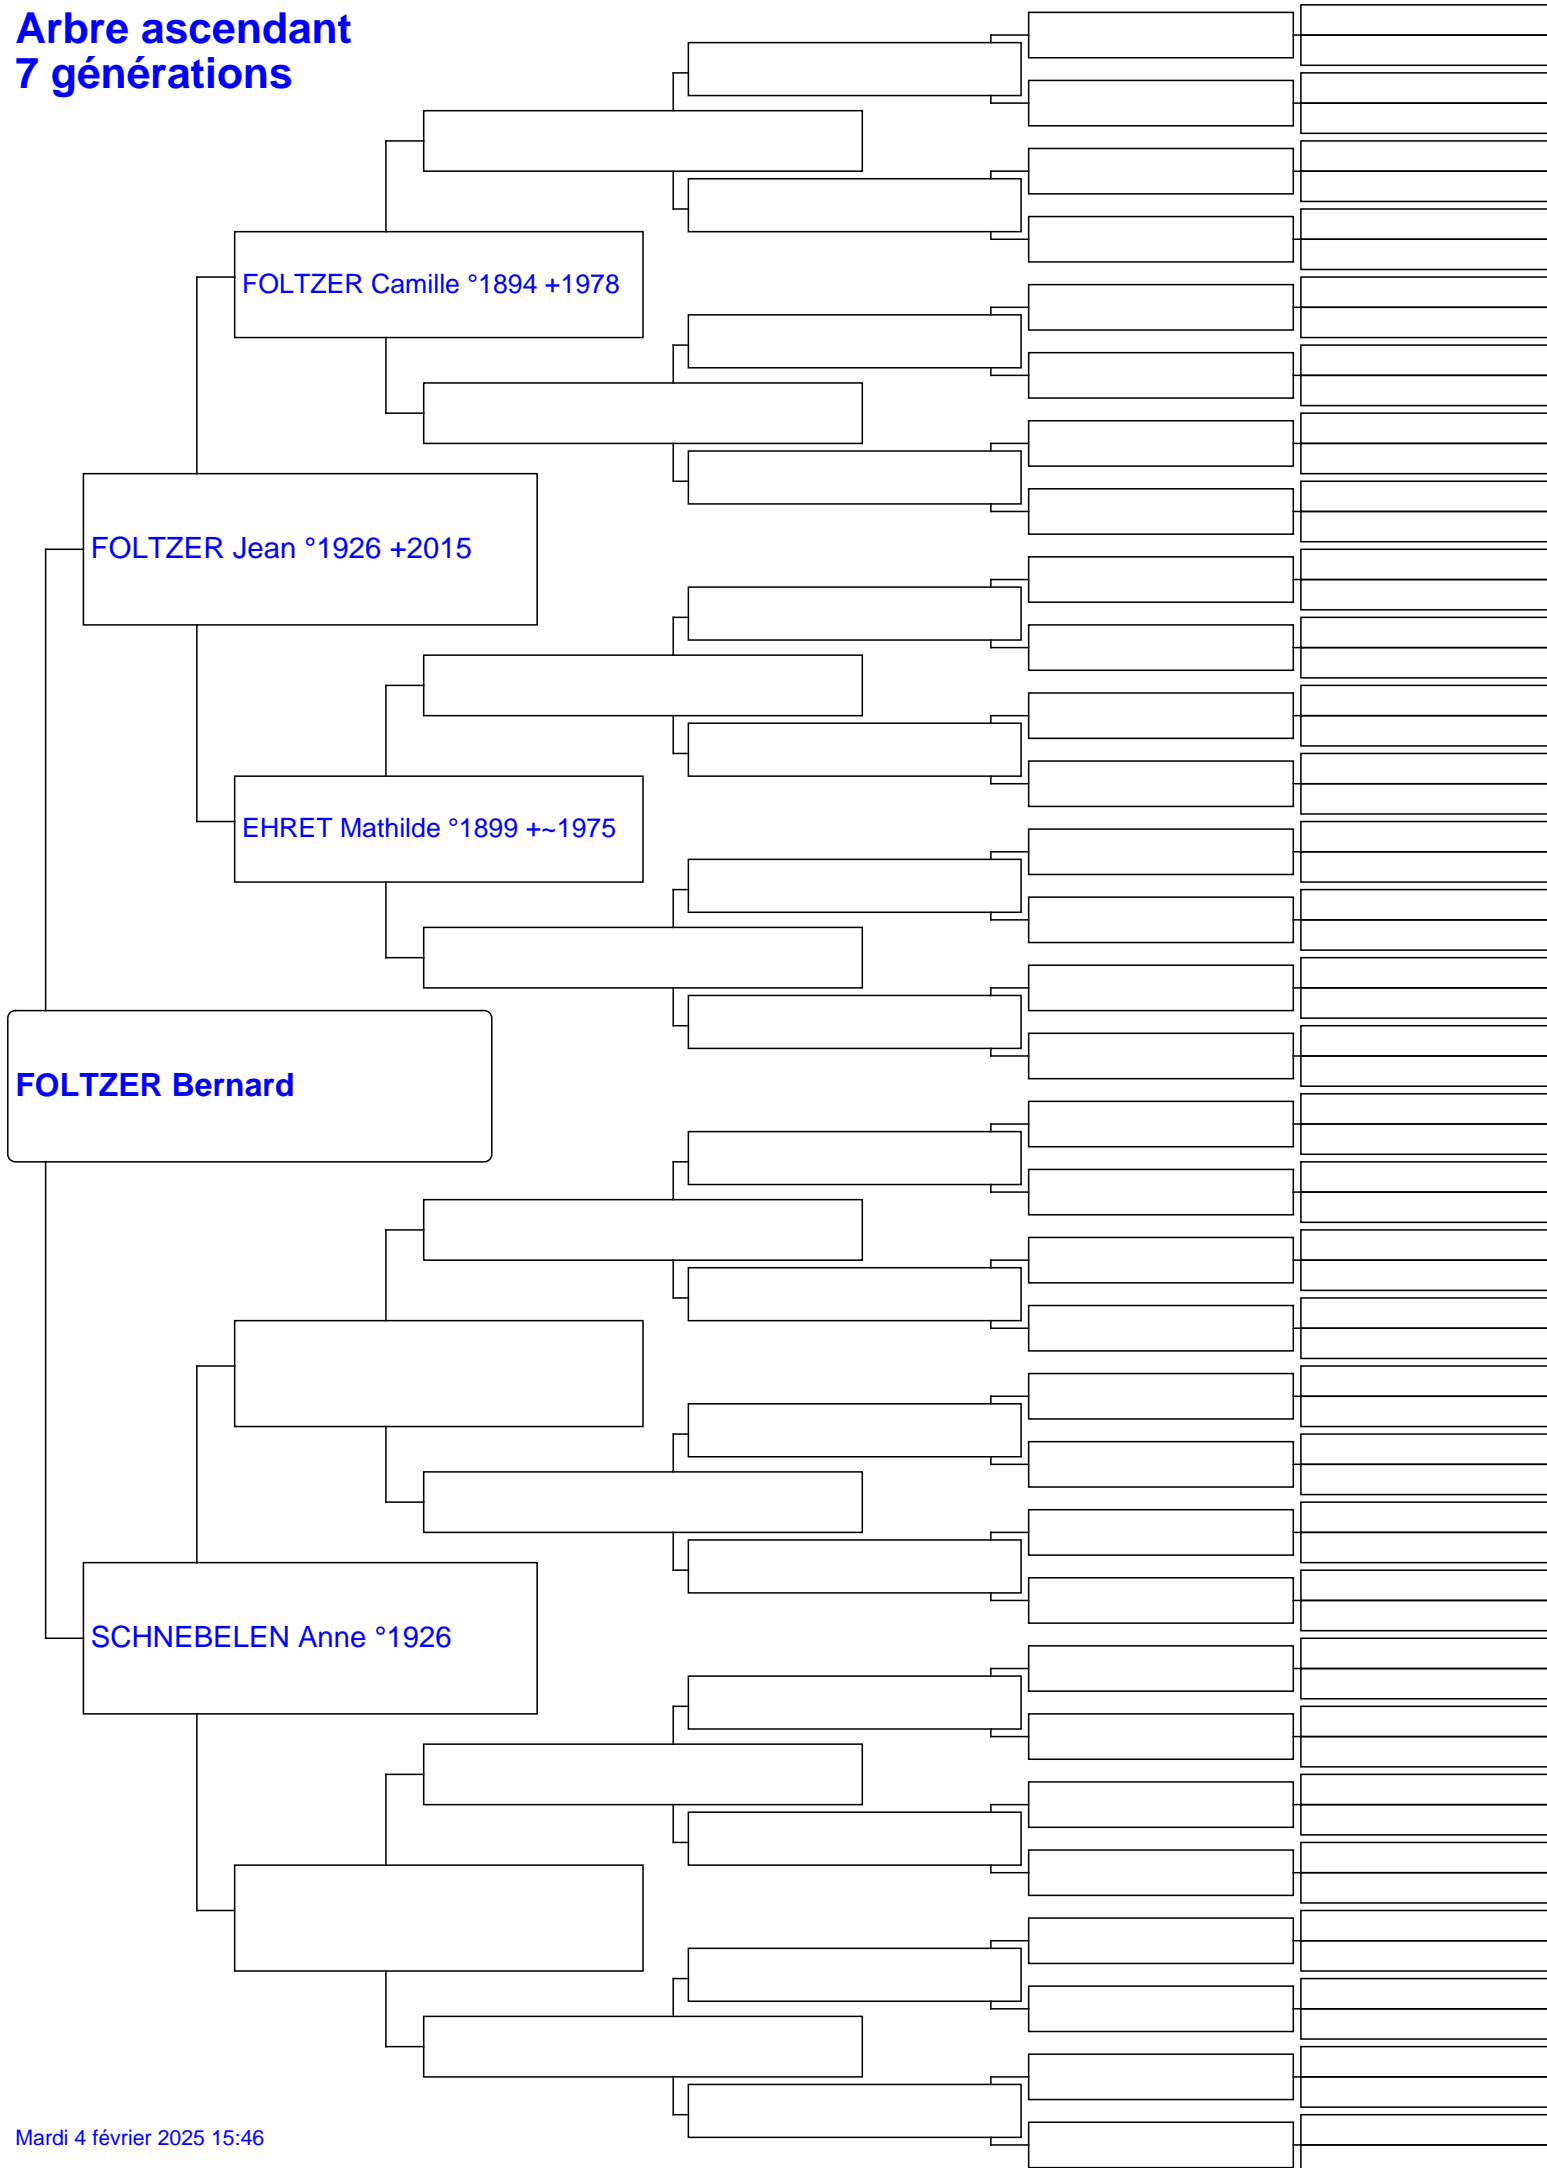 Arbre ascendant
7 générations
FOLTZER Camille °1894 +1978
FOLTZER Jean °1926 +2015
EHRET Mathilde °1899 +~1975
FOLTZER Bernard
SCHNEBELEN Anne °1926
Mardi 4 février 2025 15:46